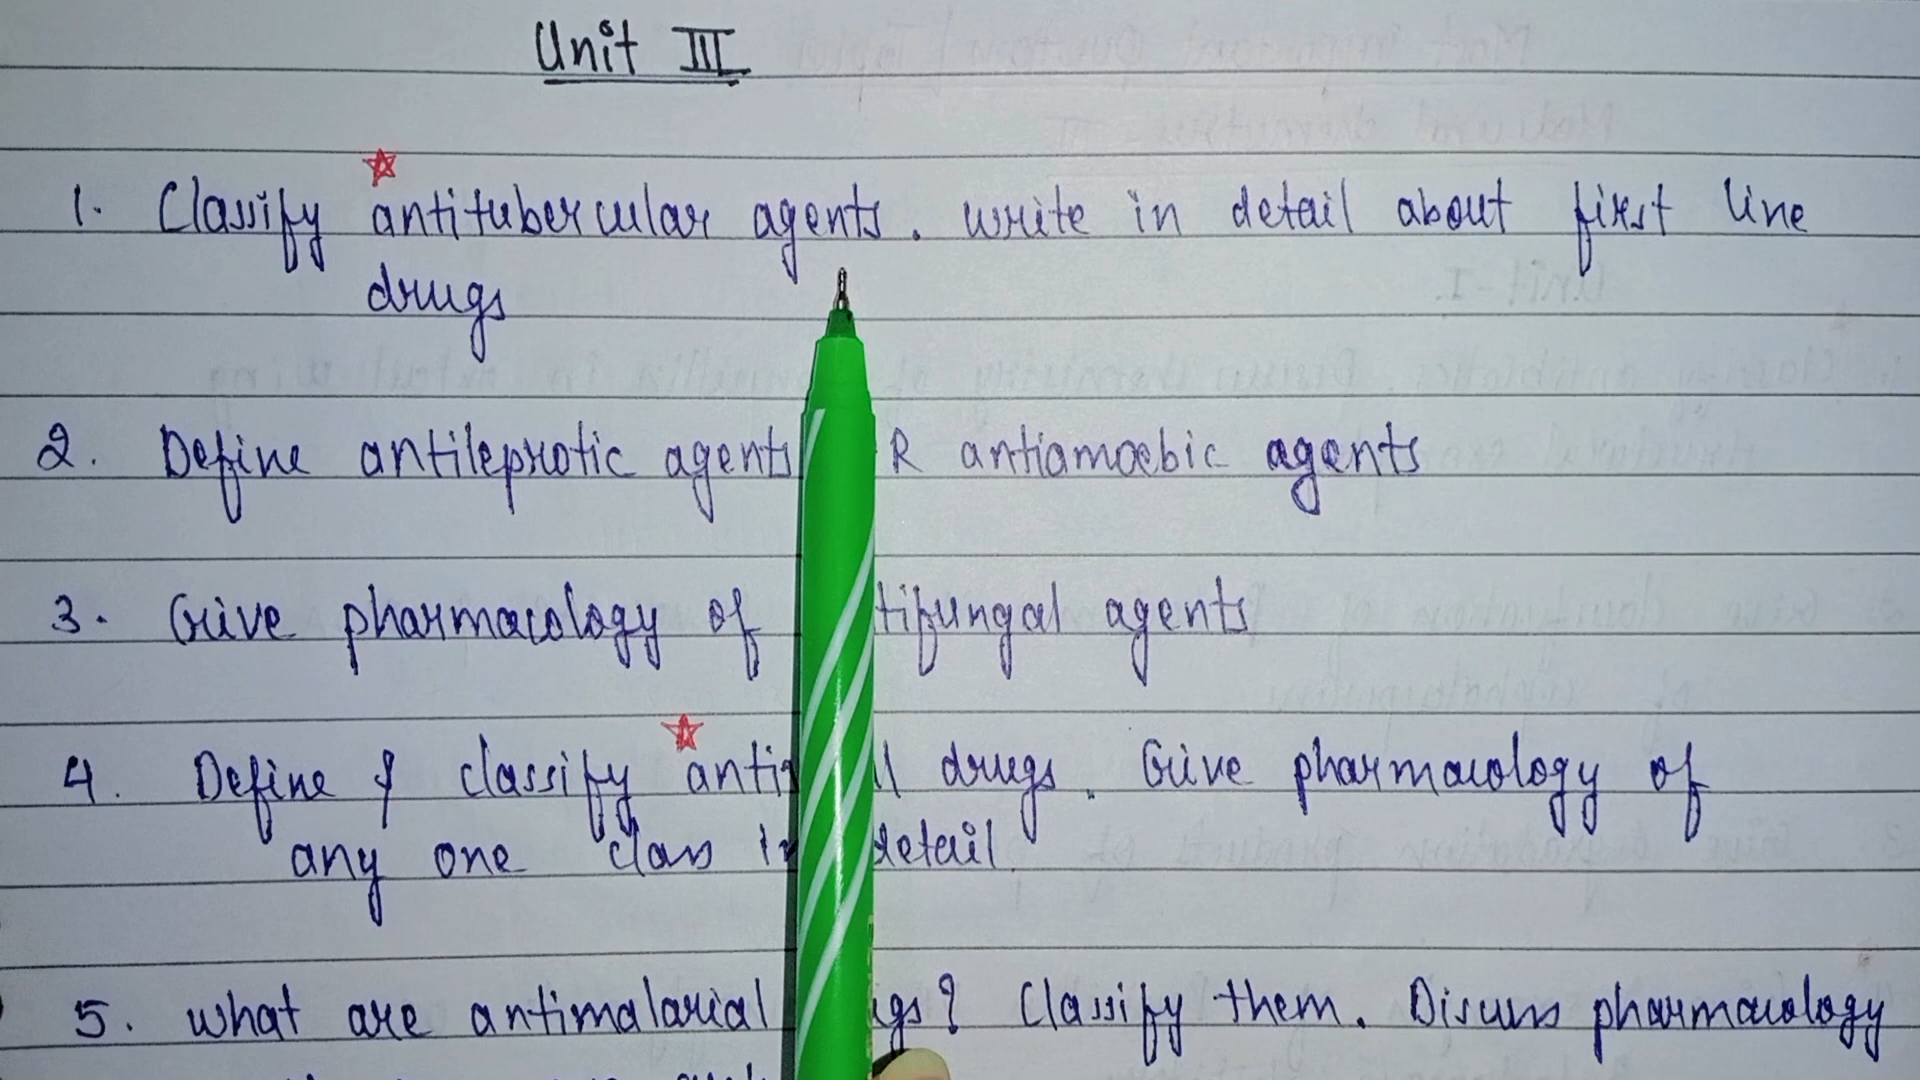 Unit III
1. Classify antitubercular agents. write in detail about first line
drugs
2. Define antileprotic agents R antiamoebic agents
3. Give pharmacology of tifungal agents
4. Define & classify anti drugs. Give pharmacology of
any one class in detail
5. what are antimalarial gs? Classify them. Discuss pharmacology